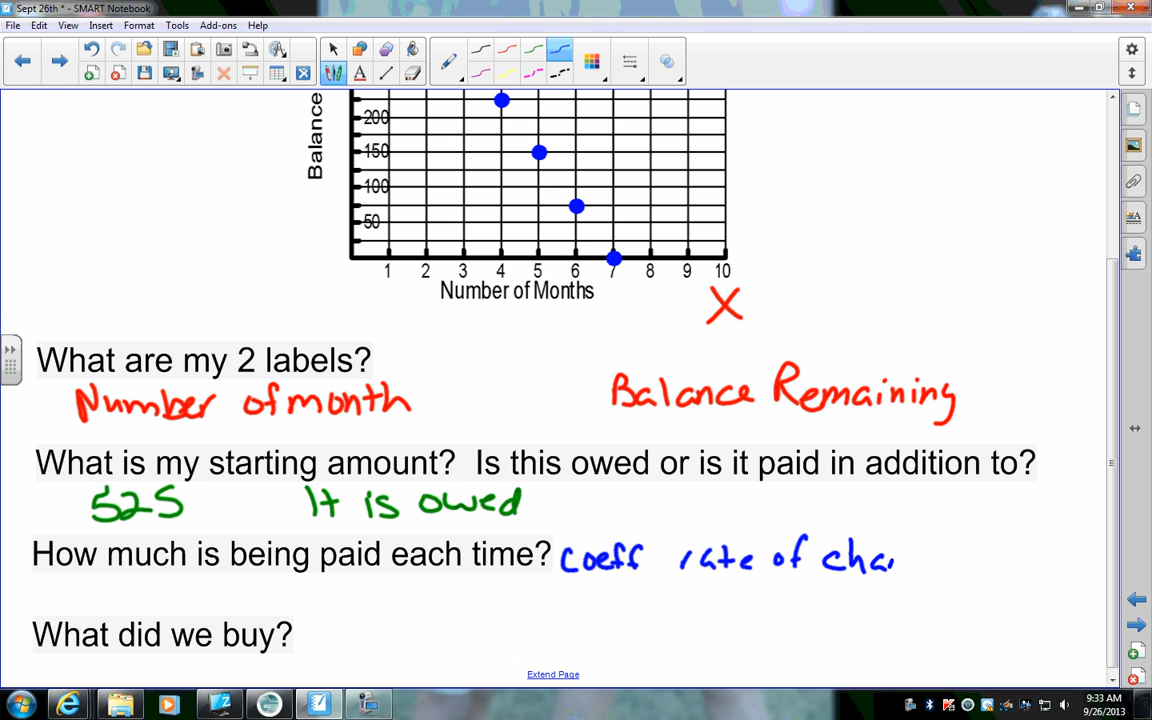 Sept 26th * - SMART Notebook
File Edit View Insert Format Tools Add-ons Help
Balance
200
150
100
50
1 2 3 4 5 6 7 8 9 10
Number of Months
X
What are my 2 labels?
Number of month Balance Remaining
What is my starting amount? Is this owed or is it paid in addition to?
525 It is owed
How much is being paid each time? coeff rate of cha
What did we buy?
Extend Page
9:33 AM
9/26/2013